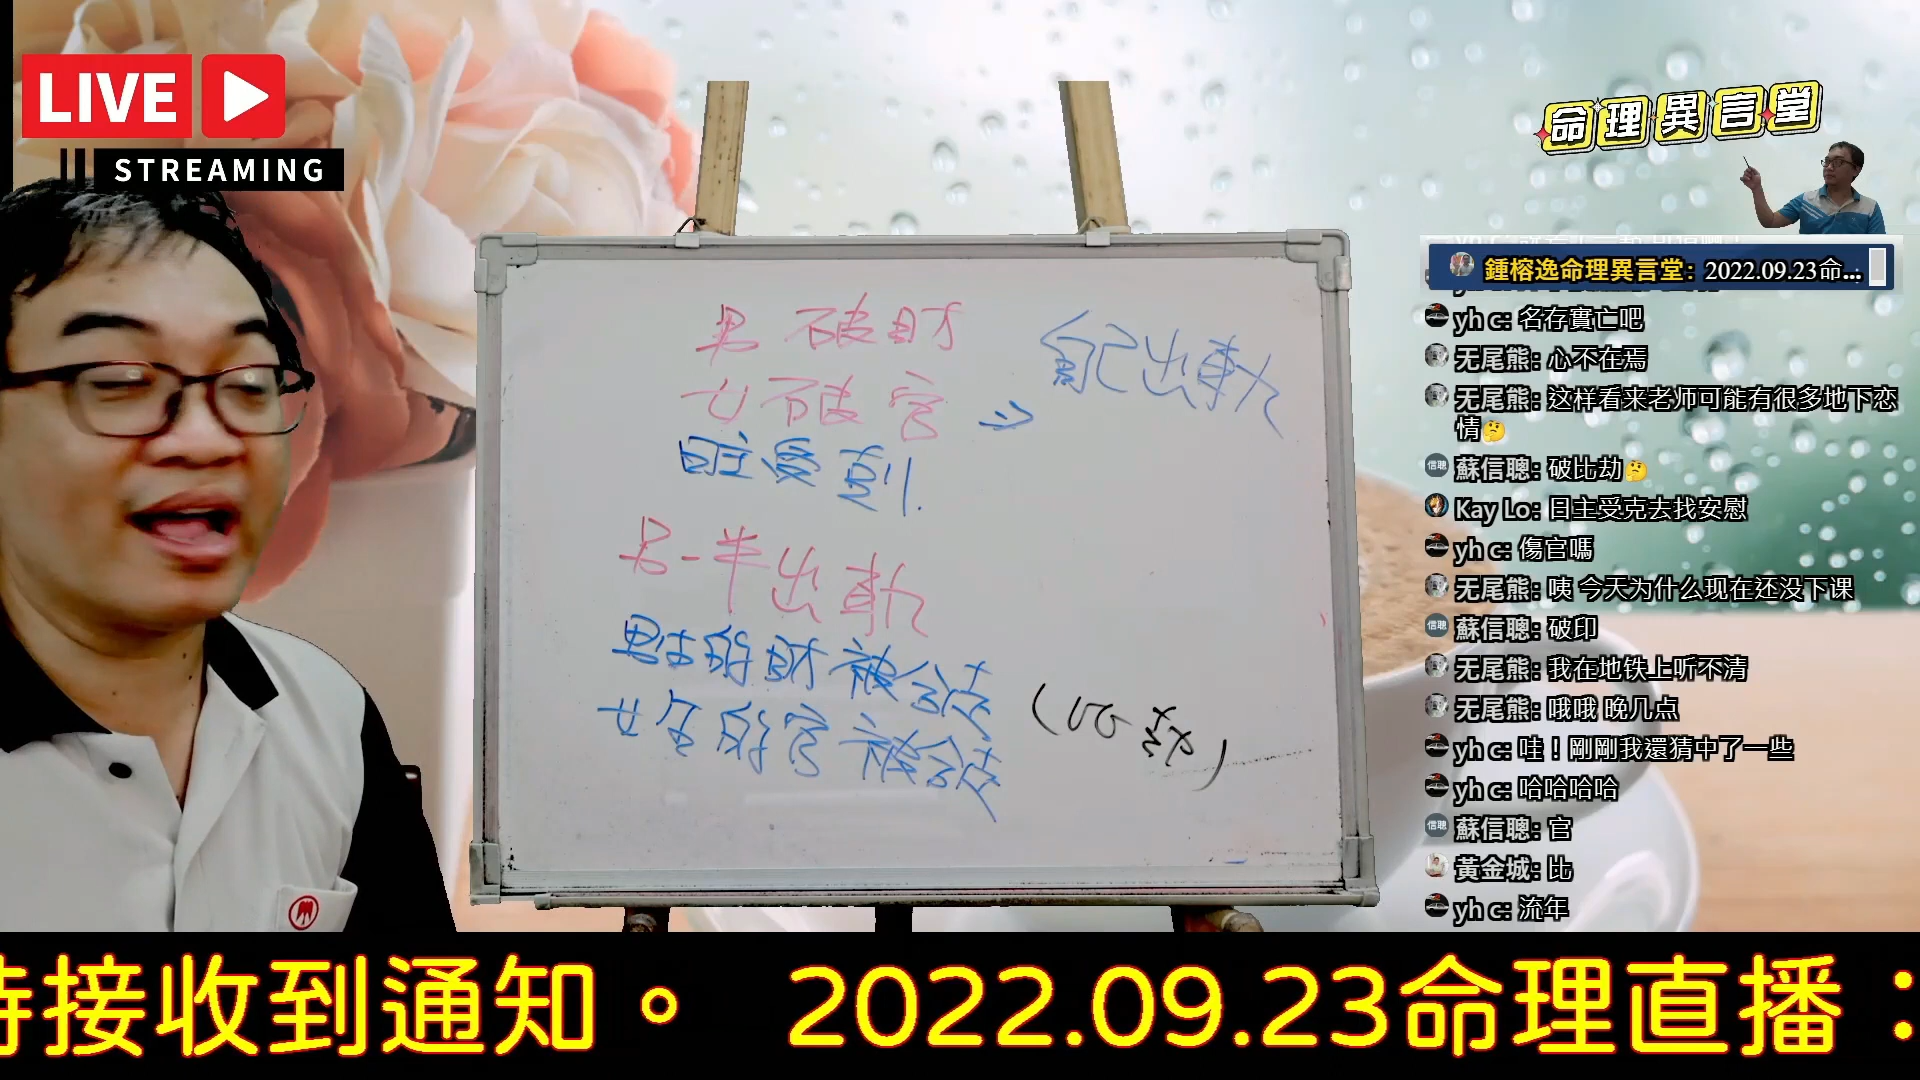 LIVE
STREAMING
命理異言堂
鍾榕逸命理異言堂: 2022.09.23命...
yh c: 名存實亡吧
无尾熊: 心不在焉
无尾熊: 这样看来老师可能有很多地下恋
情🤔
蘇信聰: 破比劫🤔
Kay Lo: 日主受克去找安慰
yh c: 傷官嗎
无尾熊: 咦 今天为什么现在还没下课
蘇信聰: 破印
无尾熊: 我在地铁上听不清
无尾熊: 哦哦 晚几点
yh c: 哇！剛剛我還猜中了一些
yh c: 哈哈哈哈
蘇信聰: 官
黃金城: 比
yh c: 流年
男 破財
女 破官
自己出軌
日主受剋
另一半出軌
男生的財被合走
女生的官被合走
待接收到通知。 2022.09.23命理直播：